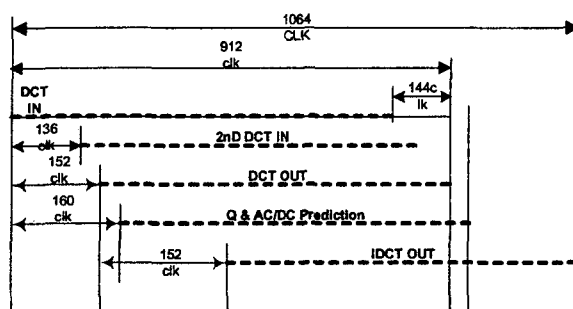 1064
CLK
912
clk
DCT
IN
144c
lk
136
clk
2nD DCT IN
152
clk
DCT OUT
160
clk
Q & AC/DC Prediction
152
clk
IDCT OUT